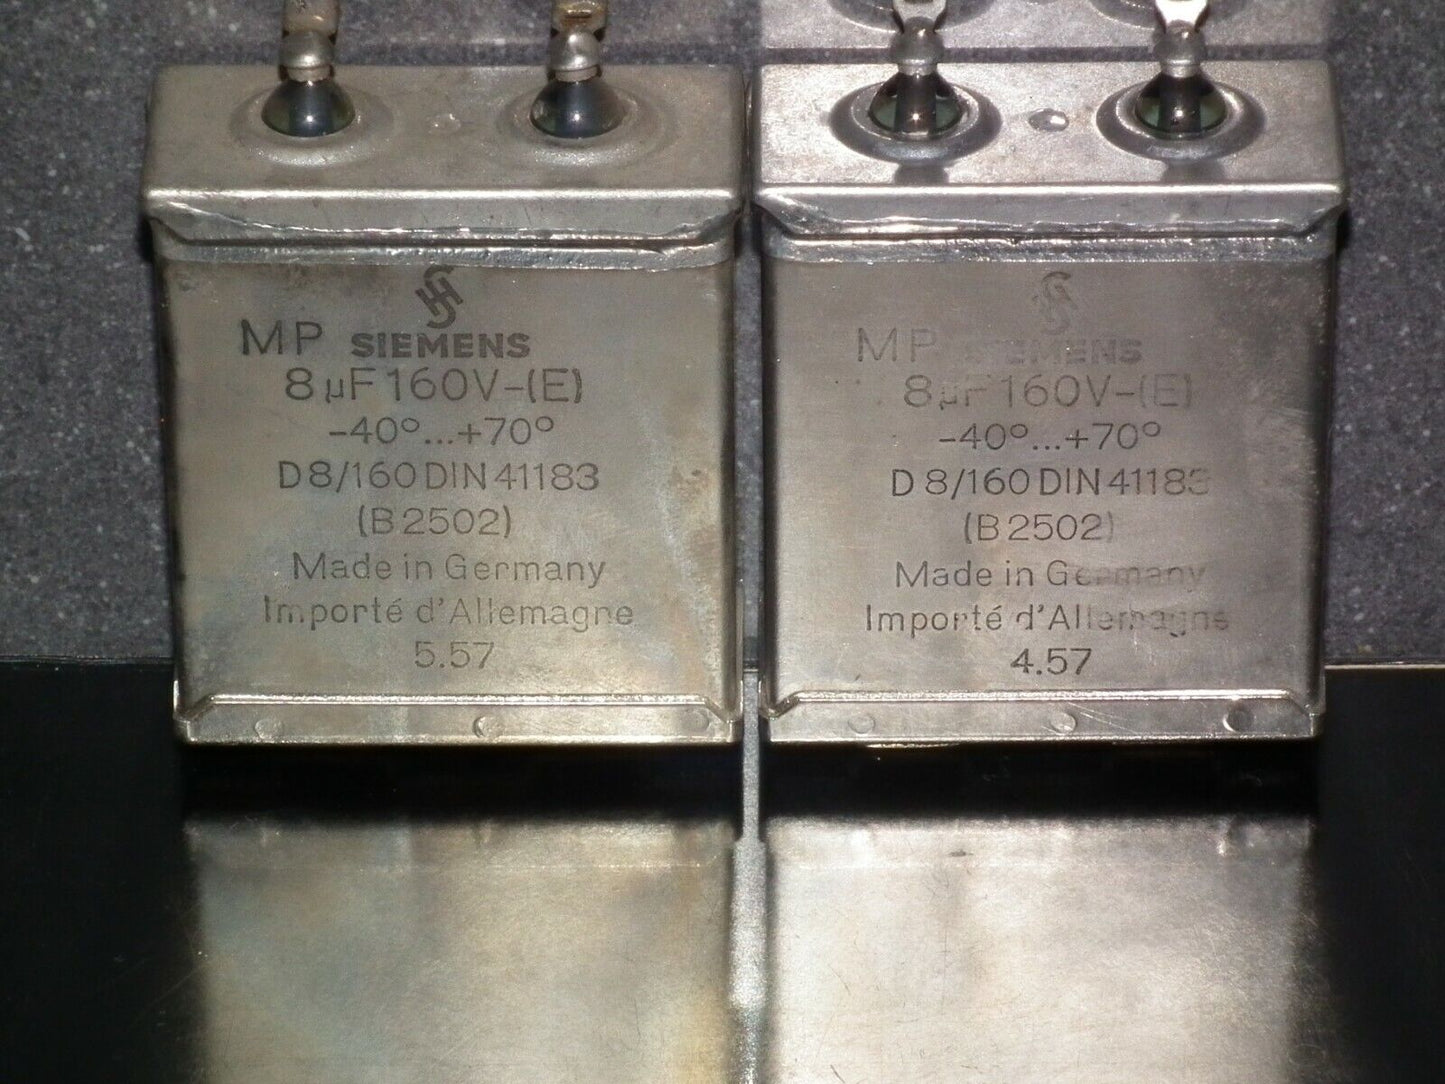 MP SIEMENS
8µF 160V-(E)
-40°...+70°
D 8/160 DIN 41183
(B 2502)
Made in Germany
Importé d'Allemagne
5.57
MP SIEMENS
8µF 160V-(E)
-40°...+70°
D 8/160 DIN 41183
(B 2502)
Made in Germany
Importé d'Allemagne
4.57